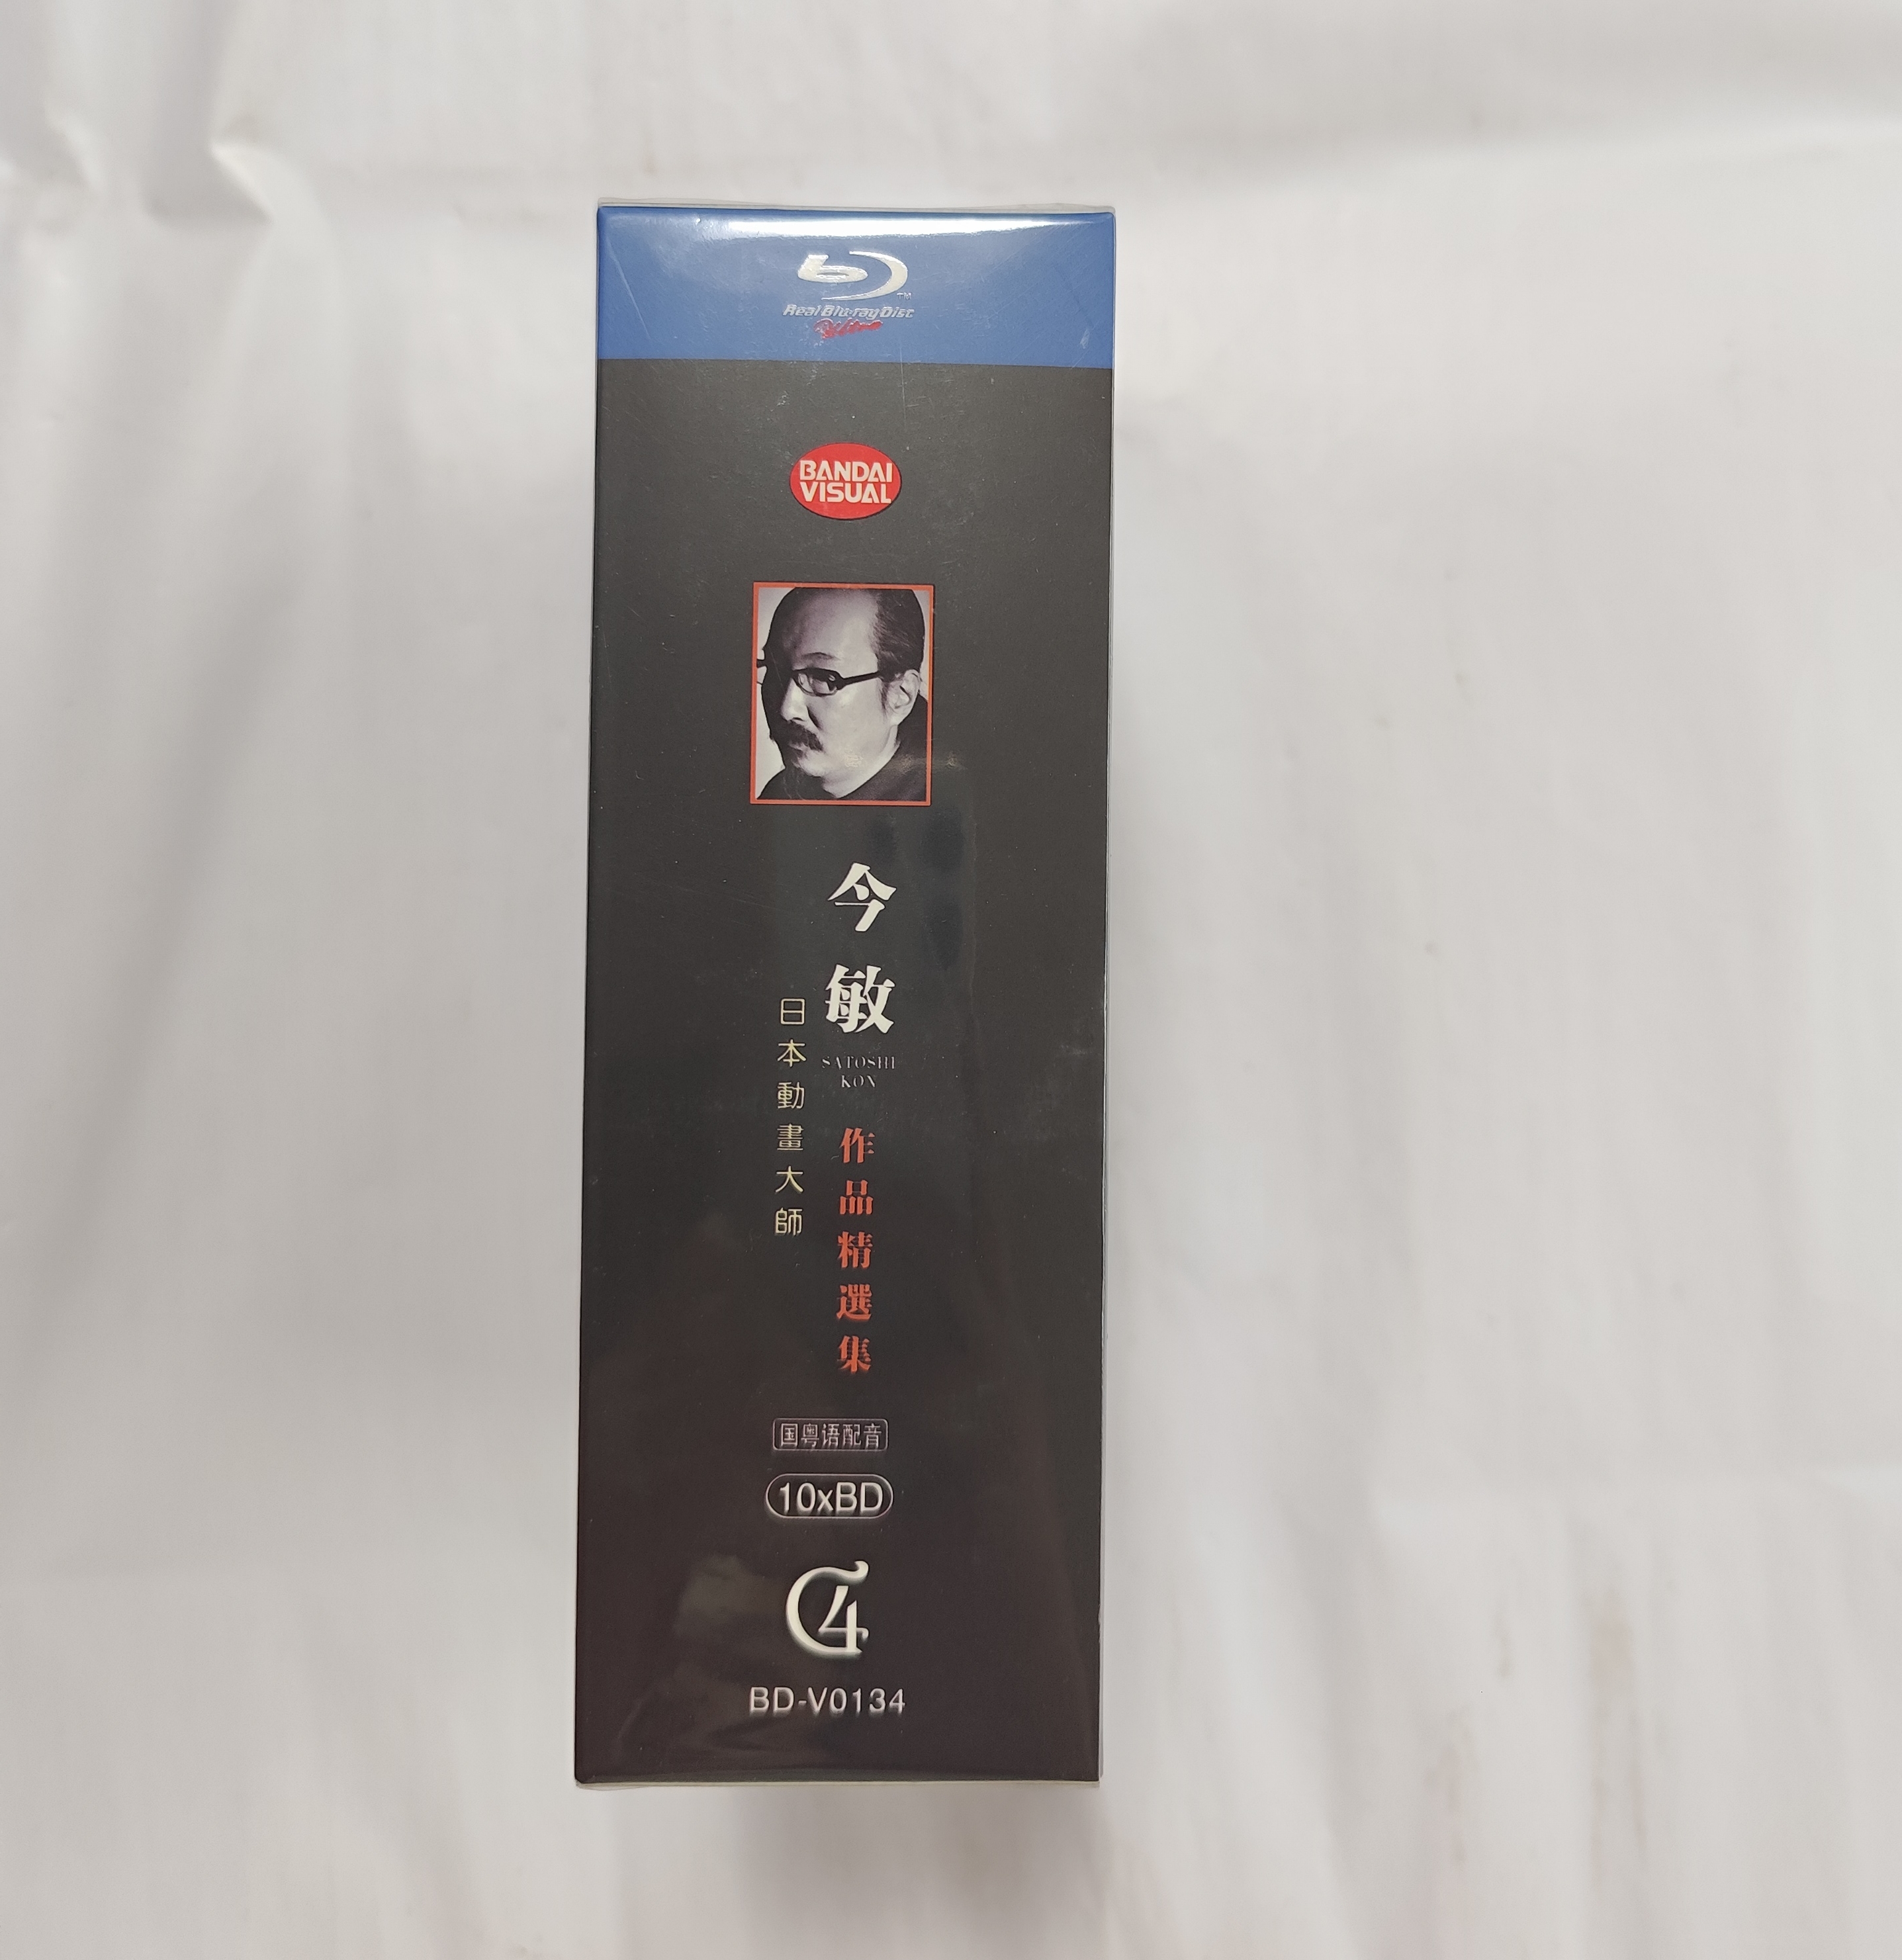 TM
Real Blu-ray Disc
BANDAI
VISUAL
今敏
SATOSHI
KON
作品精選集
日本動畫大師
国粤语配音
10xBD
BD-V0134